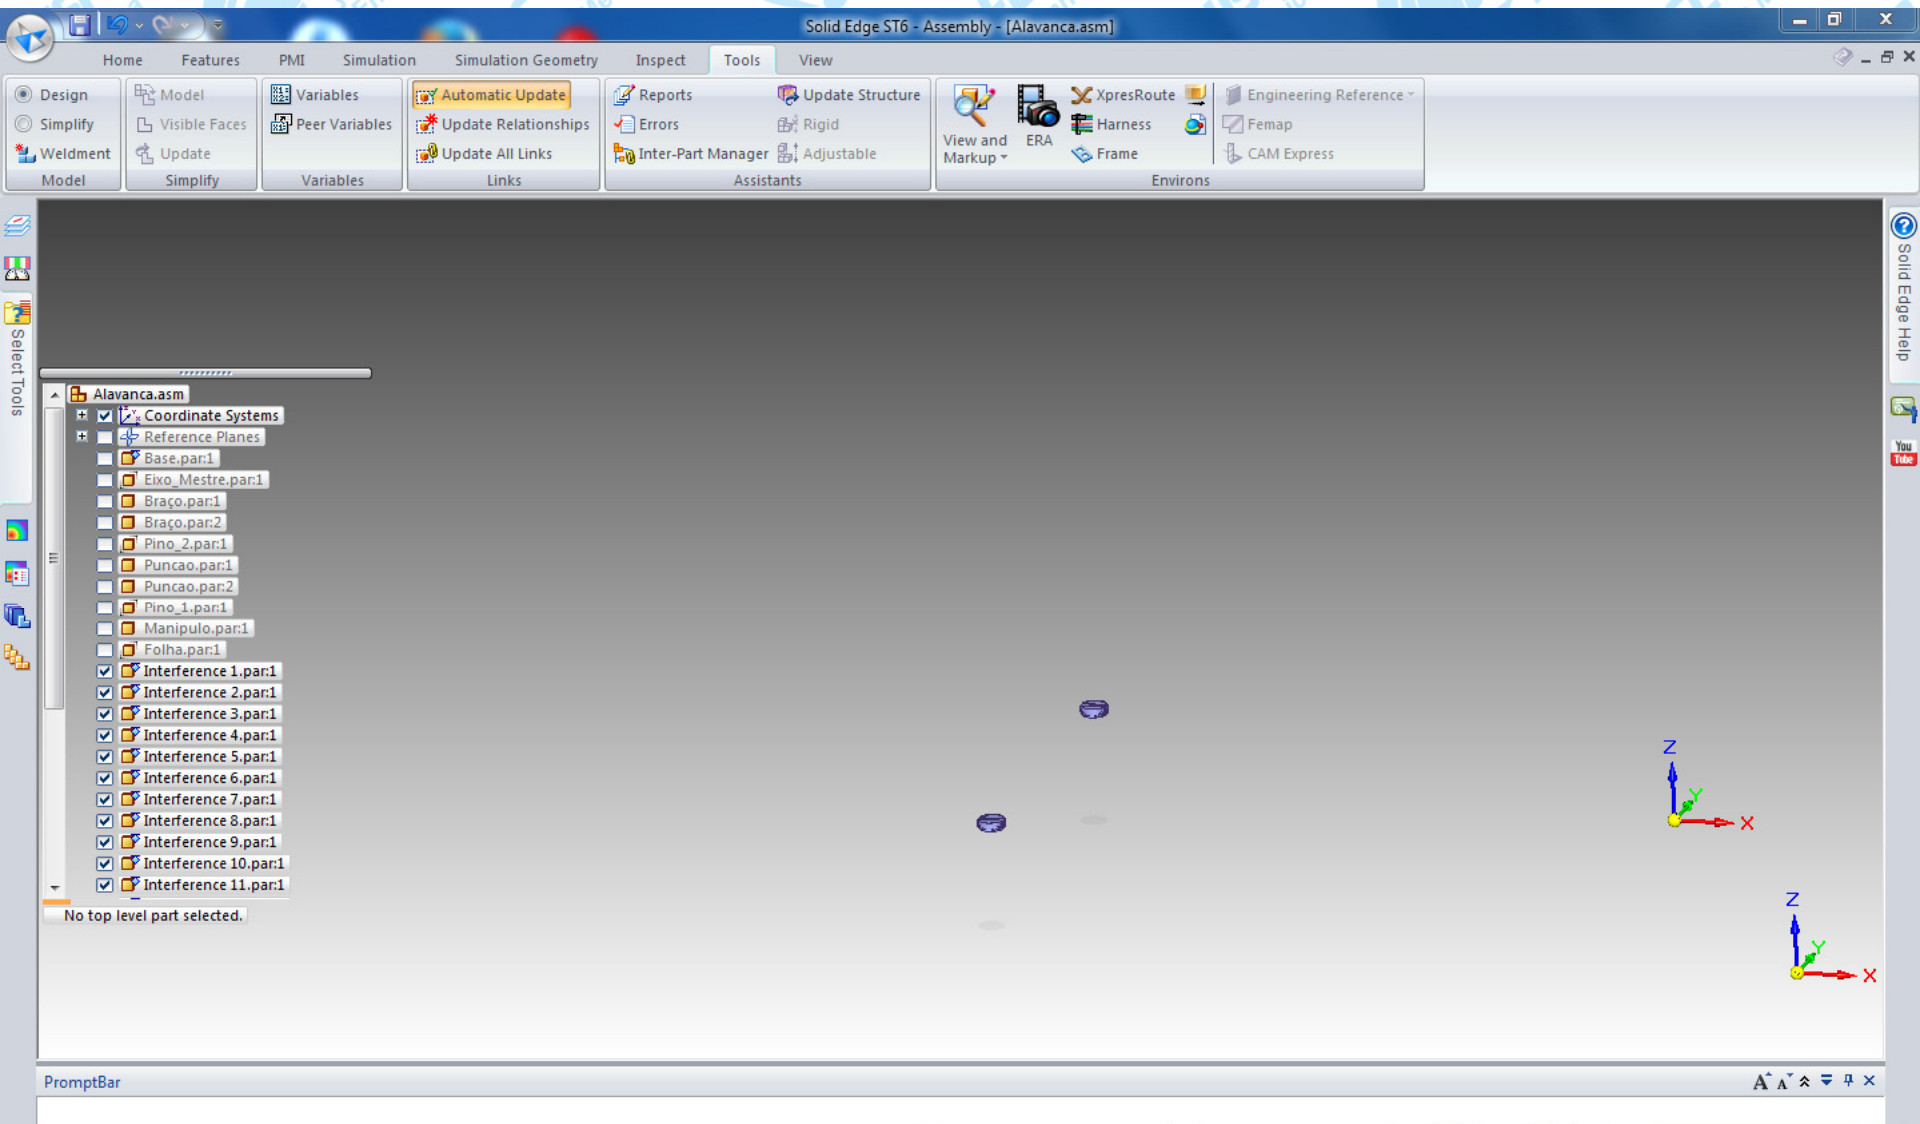 Solid Edge ST6 - Assembly - [Alavanca.asm]
Home Features PMI Simulation Simulation Geometry Inspect Tools View
Design Model Variables Automatic Update Reports Update Structure XpresRoute Engineering Reference
Simplify Visible Faces Peer Variables Update Relationships Errors Rigid Harness Femap
Weldment Update Update All Links Inter-Part Manager Adjustable View and Markup ERA Frame CAM Express
Model Simplify Variables Links Assistants Environs
Select Tools
Solid Edge Help
You
Tube
Alavanca.asm
Coordinate Systems
Reference Planes
Base.par:1
Eixo_Mestre.par:1
Braço.par:1
Braço.par:2
Pino_2.par:1
Puncao.par:1
Puncao.par:2
Pino_1.par:1
Manipulo.par:1
Folha.par:1
Interference 1.par:1
Interference 2.par:1
Interference 3.par:1
Interference 4.par:1
Interference 5.par:1
Interference 6.par:1
Interference 7.par:1
Interference 8.par:1
Interference 9.par:1
Interference 10.par:1
Interference 11.par:1
No top level part selected.
Z
Y
X
Z
Y
X
PromptBar